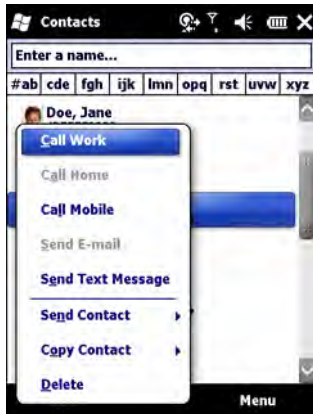 Contacts
Enter a name...
#ab cde fgh ijk lmn opq rst uvw xyz
Doe, Jane
Call Work
Call Home
Call Mobile
Send E-mail
Send Text Message
Send Contact
Copy Contact
Delete
Menu